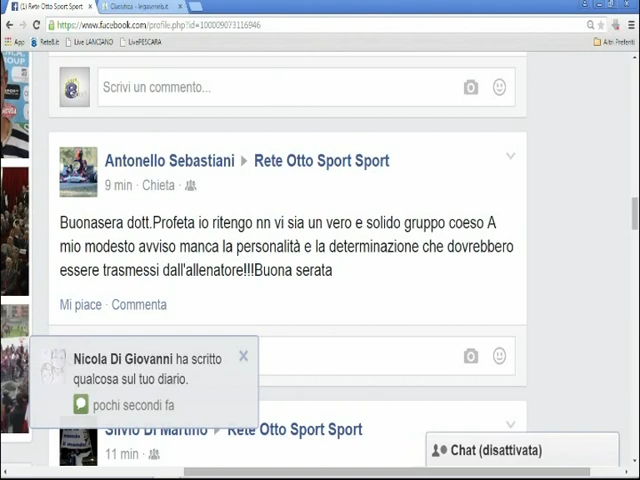 (1) Rete Otto Sport Sport
Classifica - legaserieb.it
https://www.facebook.com/profile.php?id=100009073116946
App Rete8.it Live LANCIANO LivePESCARA Altri Preferiti
Scrivi un commento...
Antonello Sebastiani Rete Otto Sport Sport
9 min · Chieta ·
Buonasera dott.Profeta io ritengo nn vi sia un vero e solido gruppo coeso A
mio modesto avviso manca la personalità e la determinazione che dovrebbero
essere trasmessi dall'allenatore!!!Buona serata
Mi piace · Commenta
Nicola Di Giovanni ha scritto
qualcosa sul tuo diario.
pochi secondi fa
Silvio Di Martino Rete Otto Sport Sport
11 min ·
Chat (disattivata)